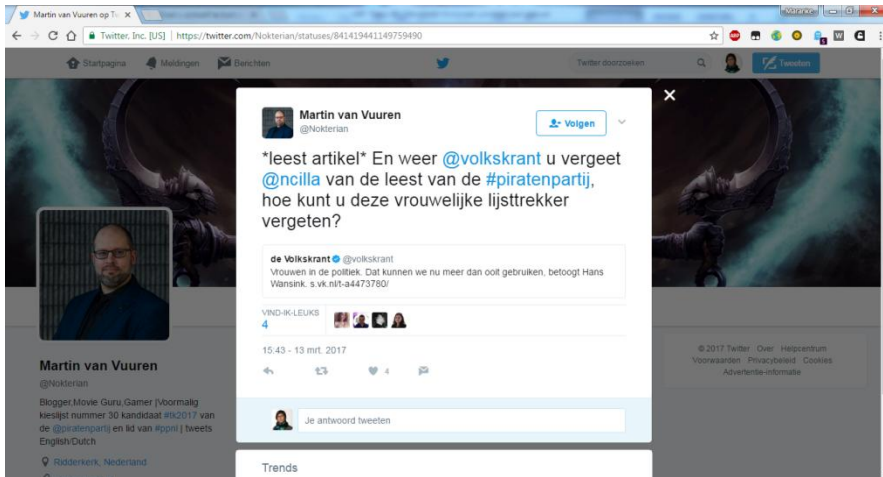 Martin van Vuuren op Tw
Twitter, Inc. [US] | https://twitter.com/Nokterian/statuses/841419441149759490
Startpagina Meldingen Berichten Twitter doorzoeken Tweeten
Martin van Vuuren
@Nokterian
Volgen
*leest artikel* En weer @volkskrant u vergeet
@ncilla van de leest van de #piratenpartij,
hoe kunt u deze vrouwelijke lijsttrekker
vergeten?
de Volkskrant @volkskrant
Vrouwen in de politiek. Dat kunnen we nu meer dan ooit gebruiken, betoogt Hans
Wansink. s.vk.nl/t-a4473780/
VIND-IK-LEUKS
4
15:43 - 13 mrt. 2017
4
Je antwoord tweeten
Trends
Martin van Vuuren
@Nokterian
Blogger,Movie Guru,Gamer |Voormalig
kieslijst nummer 30 kandidaat #tk2017 van
de @piratenpartij en lid van #ppnl | tweets
English/Dutch
Ridderkerk, Nederland
© 2017 Twitter Over Helpcentrum
Voorwaarden Privacybeleid Cookies
Advertentie-informatie